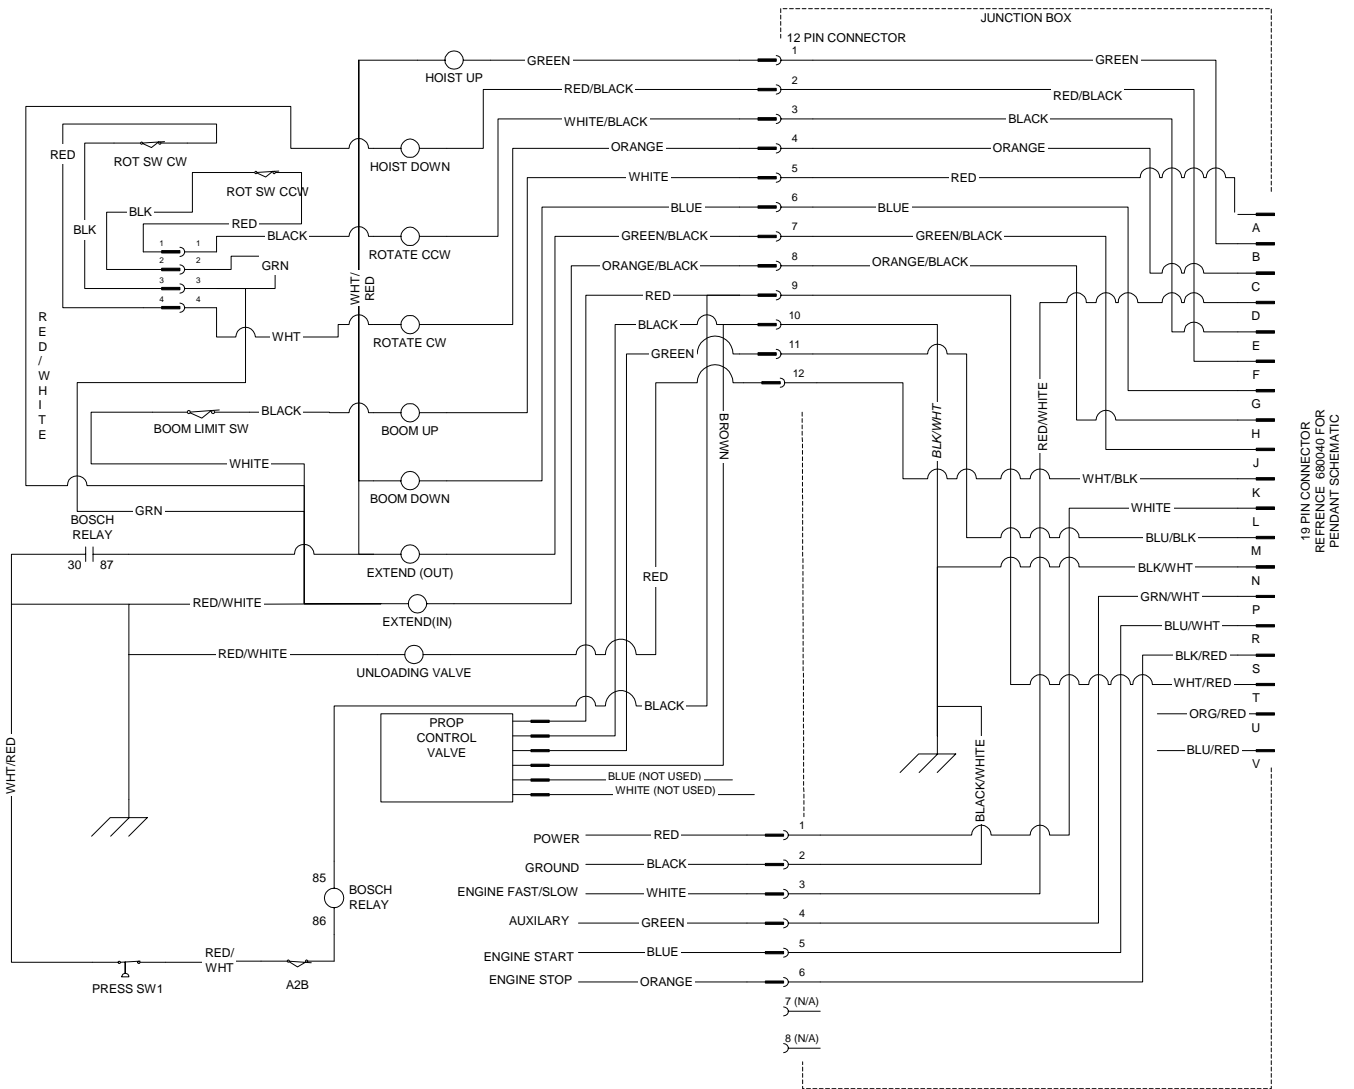 JUNCTION BOX
12 PIN CONNECTOR
1
GREEN
GREEN
HOIST UP
2
RED/BLACK
RED/BLACK
3
WHITE/BLACK
BLACK
4
ORANGE
ORANGE
RED
ROT SW CW
HOIST DOWN
5
WHITE
RED
ROT SW CCW
6
BLUE
BLUE
BLK
BLK
RED
BLACK
7
GREEN/BLACK
GREEN/BLACK
A
1
1
ROTATE CCW
B
2
2
GRN
8
ORANGE/BLACK
ORANGE/BLACK
3
3
WHT/
RED
C
4
4
9
RED
D
RED/WHITE
WHT
ROTATE CW
10
BLACK
E
11
GREEN
F
12
G
BLACK
BOOM LIMIT SW
BOOM UP
BROWN
BLK/WHT
RED/WHITE
H
WHITE
J
BOOM DOWN
WHT/BLK
K
GRN
WHITE
L
BOSCH
RELAY
30
87
BLU/BLK
M
EXTEND (OUT)
BLK/WHT
N
RED
RED/WHITE
GRN/WHT
P
EXTEND(IN)
BLU/WHT
R
RED/WHITE
BLK/RED
S
UNLOADING VALVE
WHT/RED
T
BLACK
ORG/RED
U
PROP
CONTROL
VALVE
BLU/RED
V
19 PIN CONNECTOR
REFRENCE 680040 FOR
PENDANT SCHEMATIC
WHT/RED
BLACK/WHITE
BLUE (NOT USED)
WHITE (NOT USED)
POWER
RED
1
GROUND
BLACK
2
85
BOSCH
RELAY
86
ENGINE FAST/SLOW
WHITE
3
AUXILARY
GREEN
4
ENGINE START
BLUE
5
ENGINE STOP
ORANGE
6
RED/
WHT
PRESS SW1
A2B
7 (N/A)
8 (N/A)